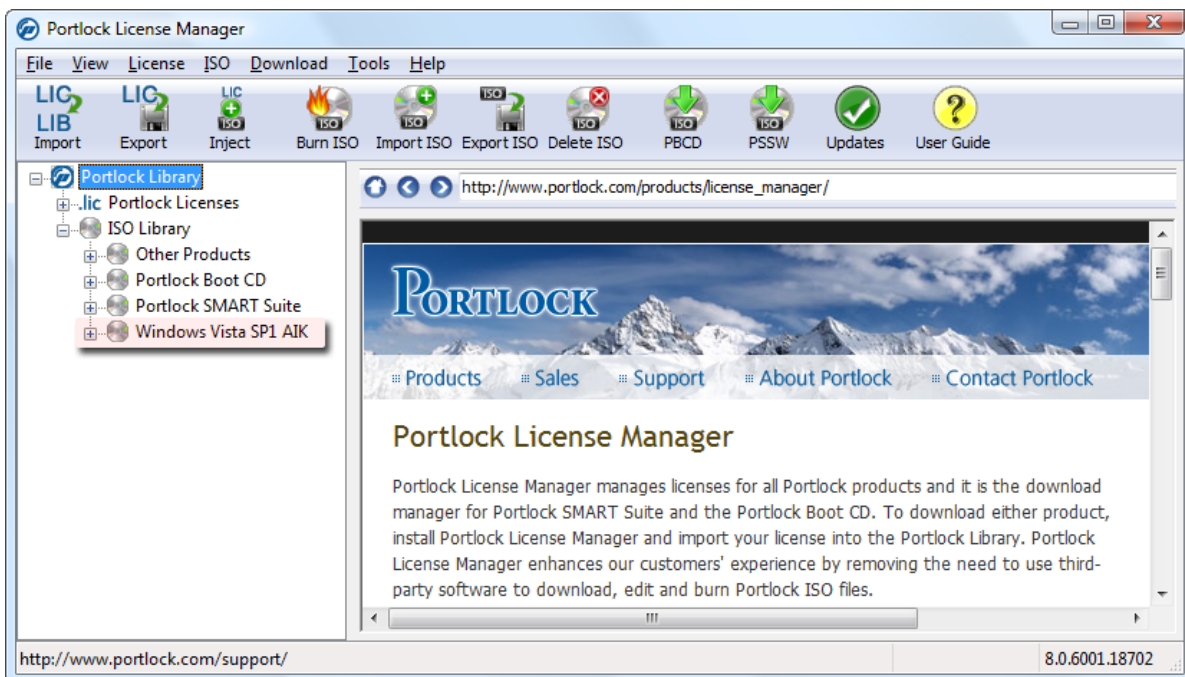 Portlock License Manager
File View License ISO Download Tools Help
LIC LIB LIC LIC ISO ISO ISO ISO ISO ISO ISO ?
Import Export Inject Burn ISO Import ISO Export ISO Delete ISO PBCD PSSW Updates User Guide
Portlock Library
.lic Portlock Licenses
ISO Library
Other Products
Portlock Boot CD
Portlock SMART Suite
Windows Vista SP1 AIK
http://www.portlock.com/products/license_manager/
PORTLOCK
Products Sales Support About Portlock Contact Portlock
Portlock License Manager
Portlock License Manager manages licenses for all Portlock products and it is the download
manager for Portlock SMART Suite and the Portlock Boot CD. To download either product,
install Portlock License Manager and import your license into the Portlock Library. Portlock
License Manager enhances our customers' experience by removing the need to use third-
party software to download, edit and burn Portlock ISO files.
http://www.portlock.com/support/
8.0.6001.18702